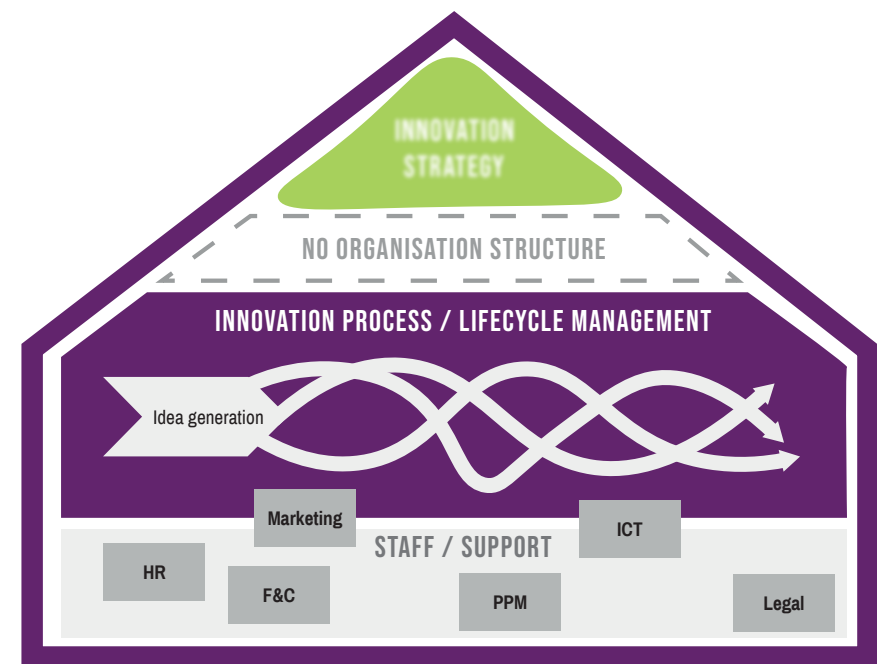 INNOVATION
STRATEGY
NO ORGANISATION STRUCTURE
INNOVATION PROCESS / LIFECYCLE MANAGEMENT
Idea generation
Marketing
ICT
STAFF / SUPPORT
HR
F&C
PPM
Legal